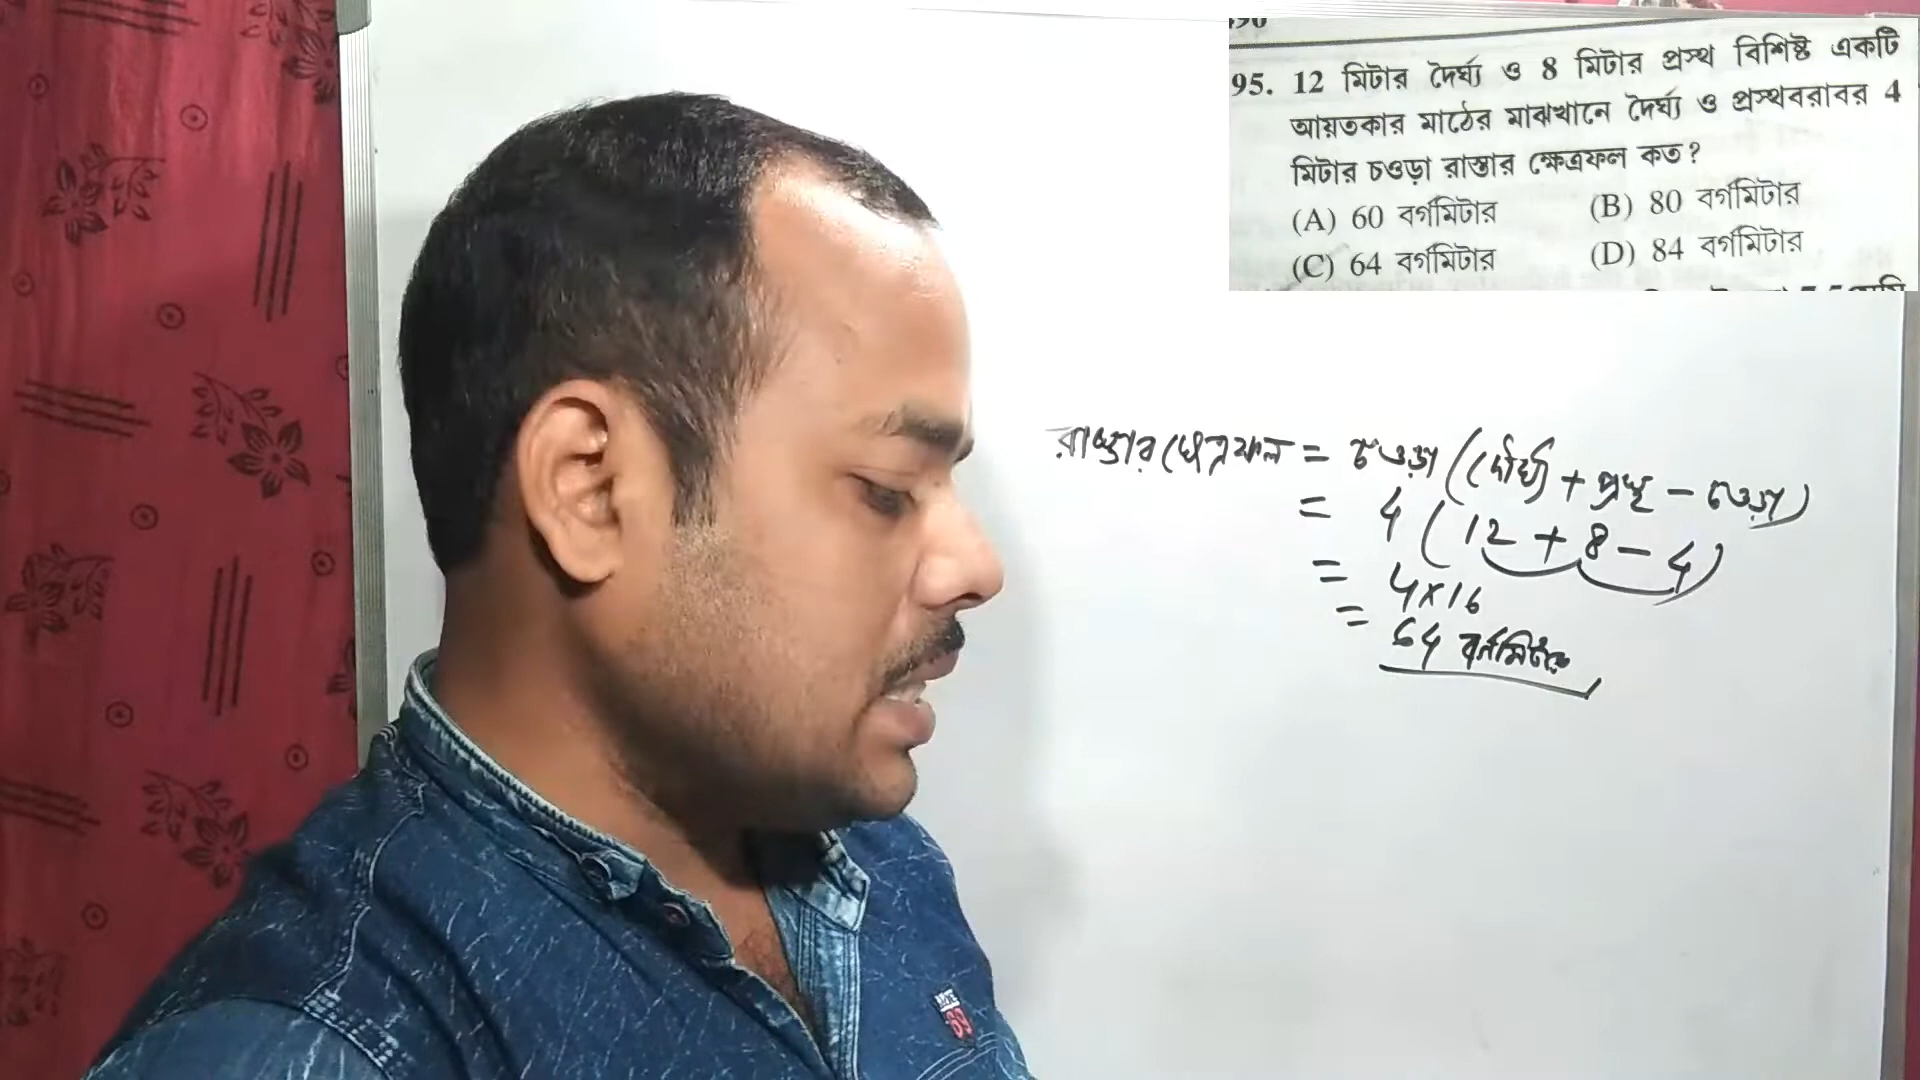 95. 12 মিটার দৈর্ঘ্য ও 8 মিটার প্রস্থ বিশিষ্ট একটি
আয়তকার মাঠের মাঝখানে দৈর্ঘ্য ও প্রস্থবরাবর 4
মিটার চওড়া রাস্তার ক্ষেত্রফল কত?
(A) 60 বর্গমিটার (B) 80 বর্গমিটার
(C) 64 বর্গমিটার (D) 84 বর্গমিটার
রাস্তার ক্ষেত্রফল = চওড়া (দৈর্ঘ্য + প্রস্থ - চওড়া)
= 4 (12 + 8 - 4)
= 4x16
= 64 বর্গমিটার
69